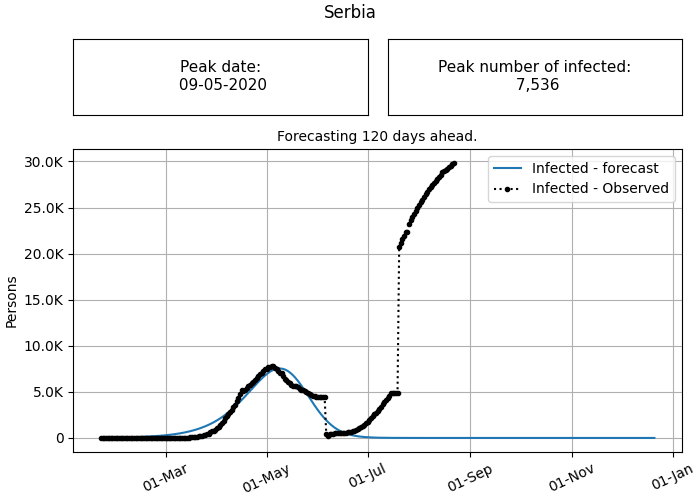 Serbia
Peak date:
09-05-2020
Peak number of infected:
7,536
Forecasting 120 days ahead.
Infected - forecast
Infected - Observed
Persons
30.0K
25.0K
20.0K
15.0K
10.0K
5.0K
0
01-Mar
01-May
01-Jul
01-Sep
01-Nov
01-Jan